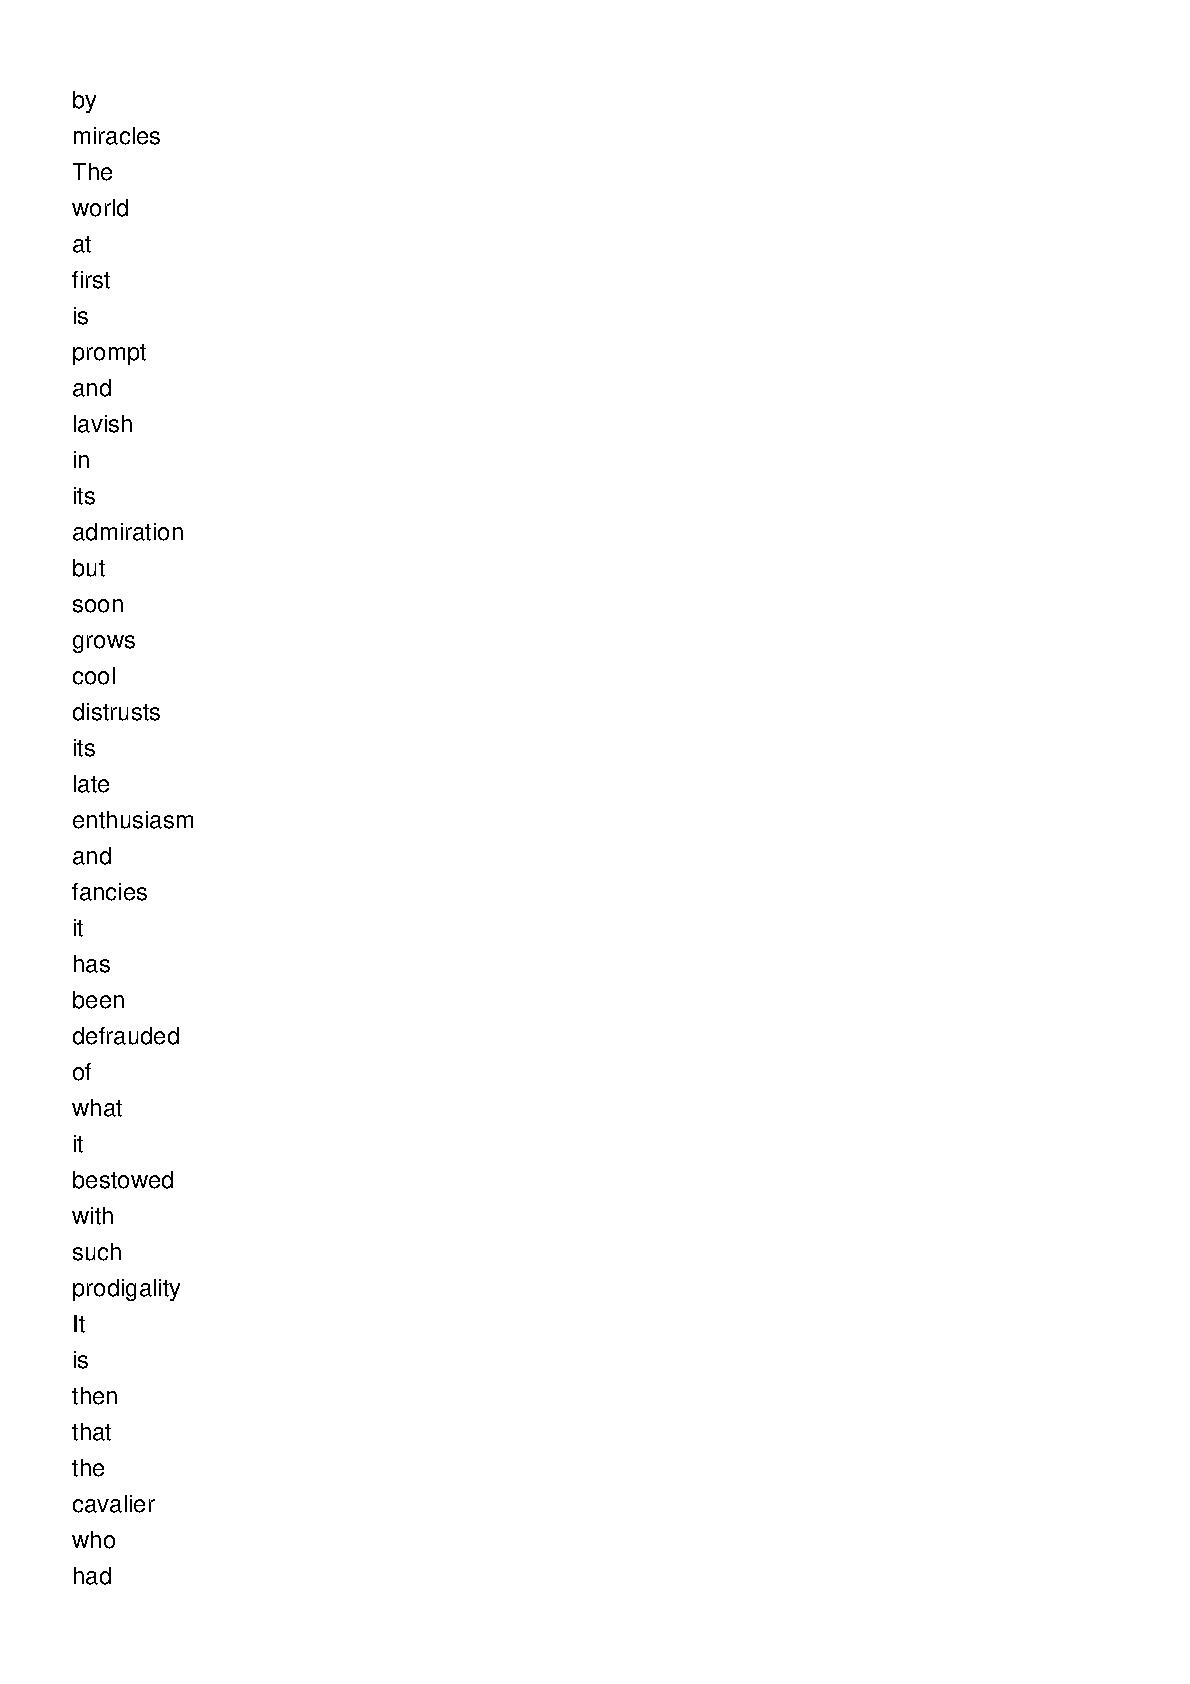 by
miracles
The
world
at
first
is
prompt
and
lavish
in
its
admiration
but
soon
grows
cool
distrusts
its
late
enthusiasm
and
fancies
it
has
been
defrauded
of
what
it
bestowed
with
such
prodigality
It
is
then
that
the
cavalier
who
had